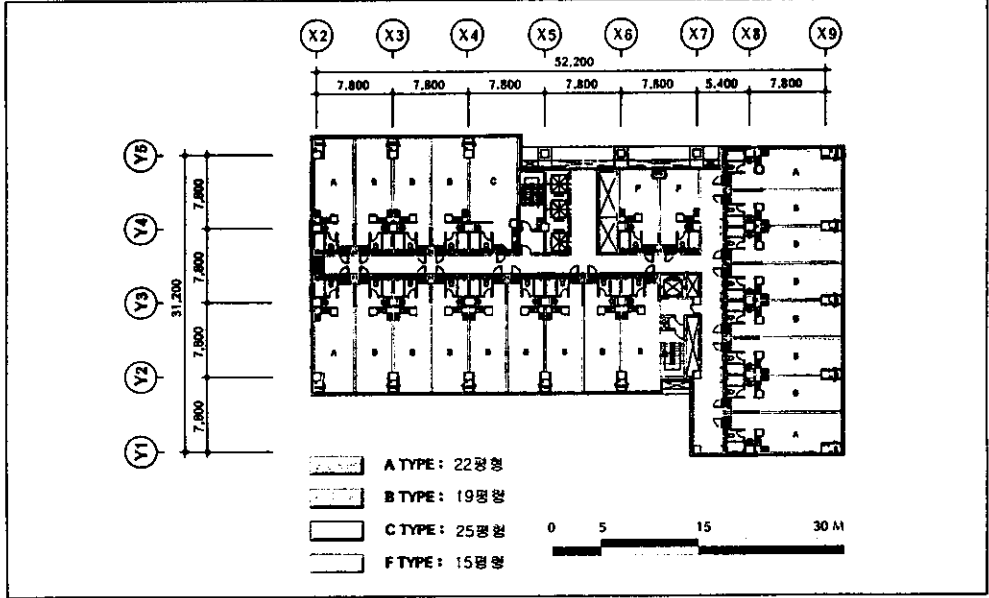 X2 X3 X4 X5 X6 X7 X8 X9
52,200
7,800 7,800 7,800 7,800 7,800 5,400 7,800
Y5
7,800
Y4
7,800
31,200
Y3
7,800
Y2
7,800
Y1
A B B B C F F
A
B
B
B
B
B
B
A
A B B B B B B B B
A TYPE : 22평형
B TYPE : 19평형
C TYPE : 25평형
F TYPE : 15평형
0 5 15 30 M